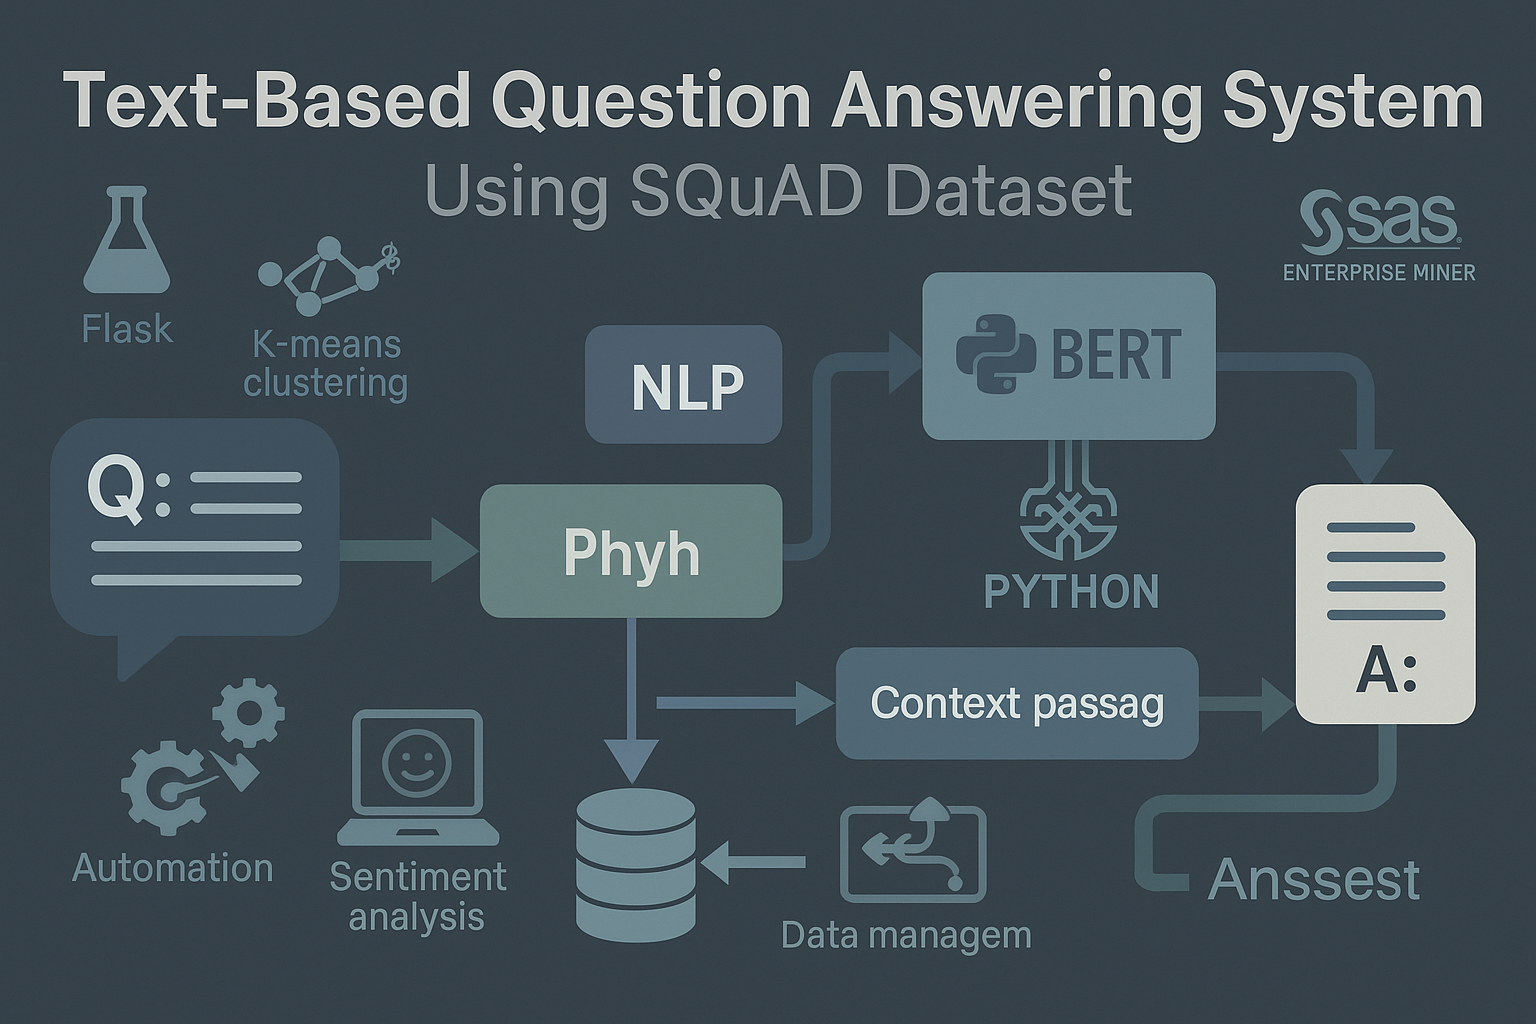 Text-Based Question Answering System
Using SQuAD Dataset
sas
ENTERPRISE MINER
Flask
K-means
clustering
NLP
BERT
Q:
Phyh
PYTHON
A:
Context passag
Automation
Sentiment
analysis
Data managem
Anssest